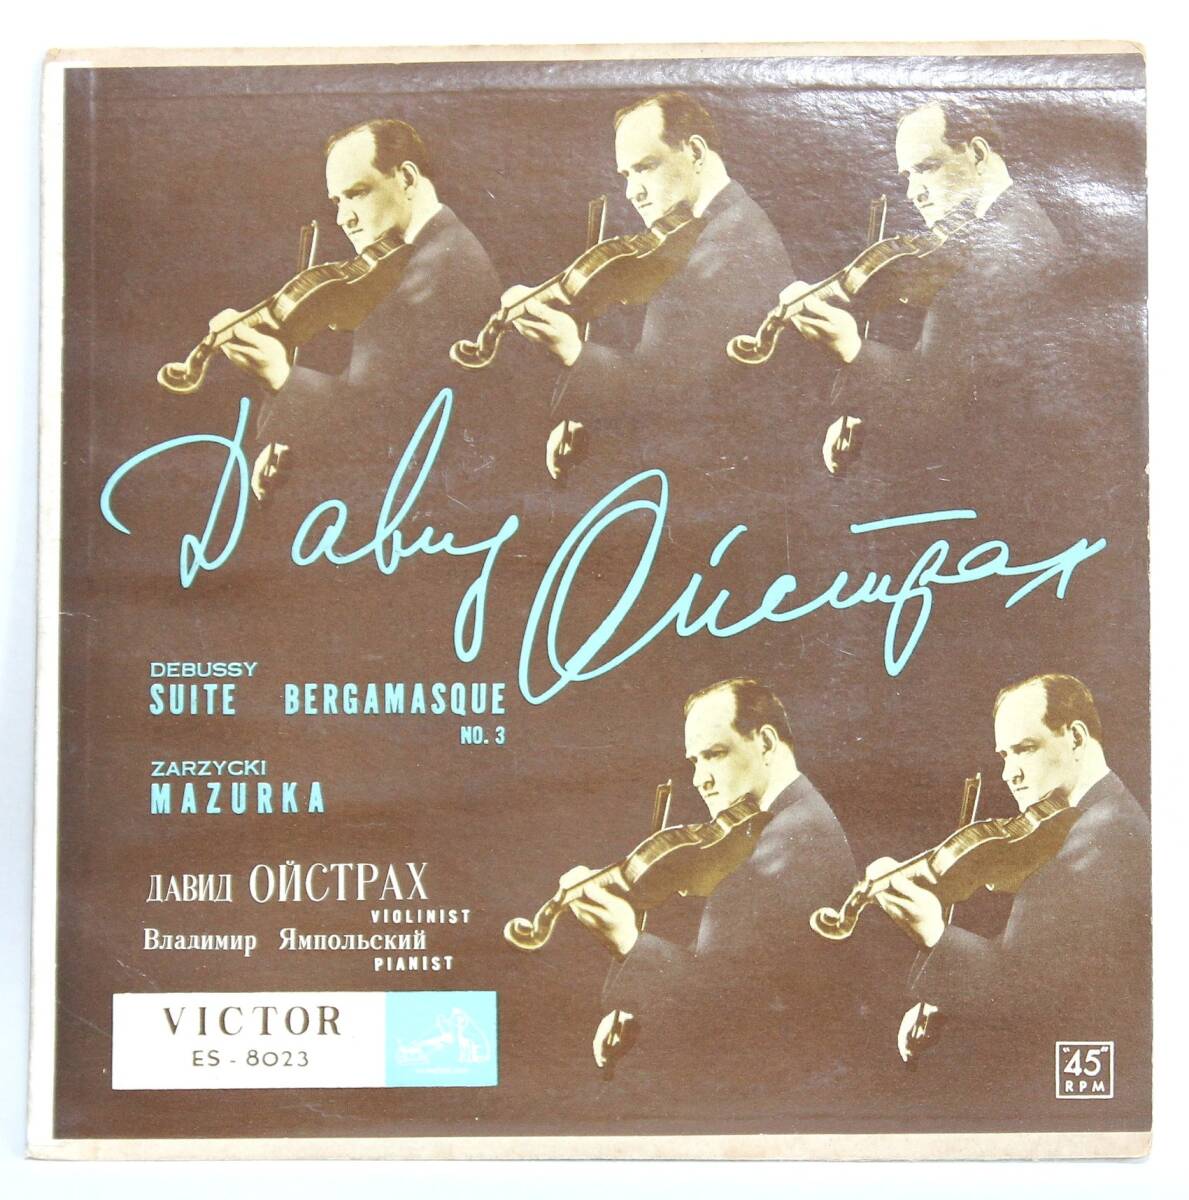 Давид Ойстрах
DEBUSSY
SUITE BERGAMASQUE
NO. 3
ZARZYCKI
MAZURKA
ДАВИД ОЙСТРАХ
VIOLINIST
Владимир Ямпольский
PIANIST
VICTOR
ES - 8023
"45"
RPM